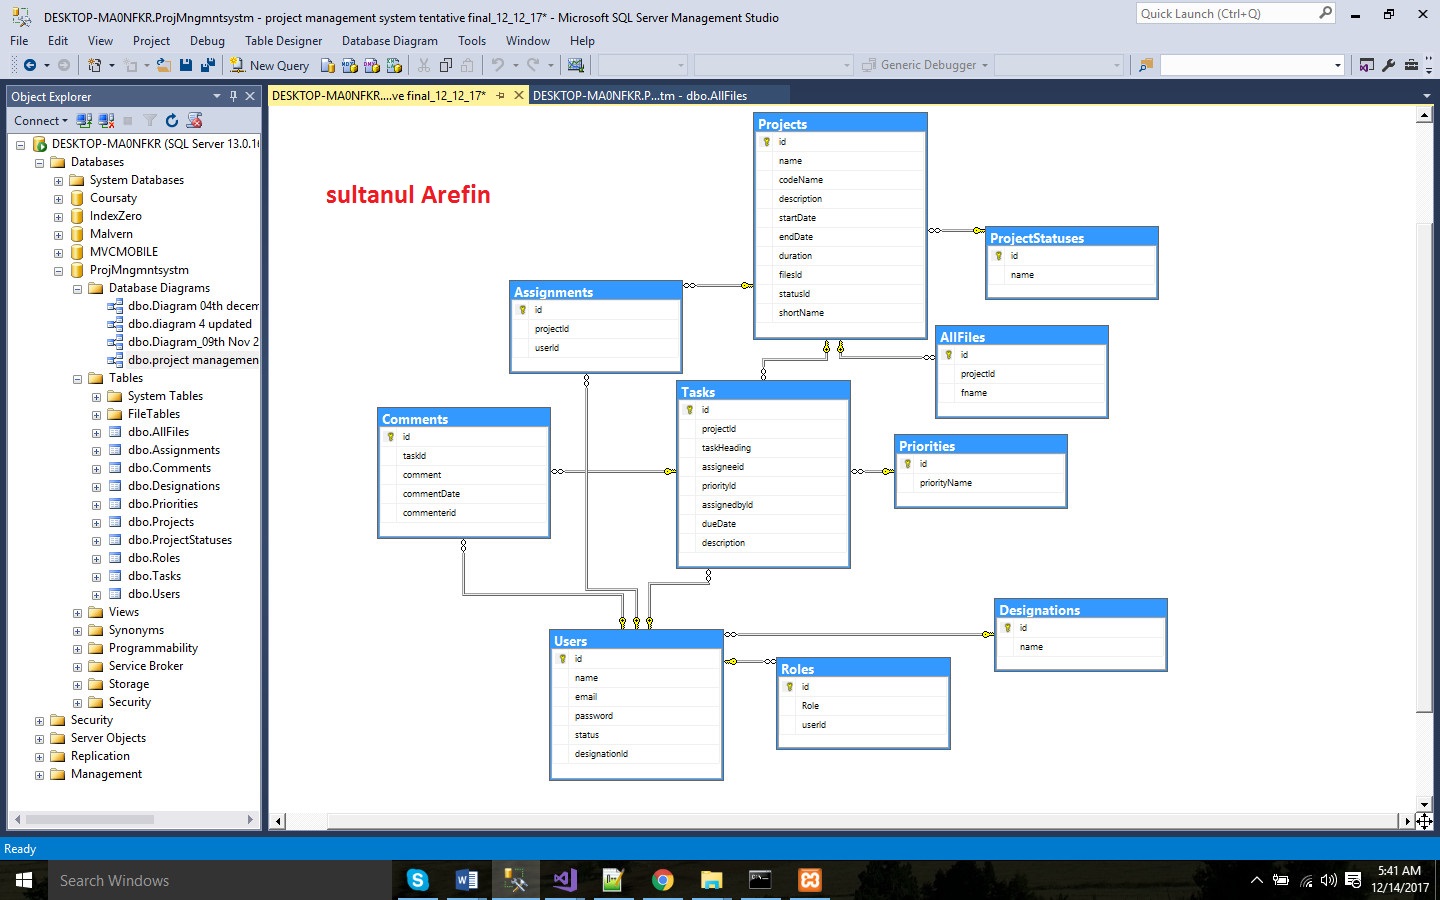 DESKTOP-MA0NFKR.ProjMngmntsystm - project management system tentative final_12_12_17* - Microsoft SQL Server Management Studio
Quick Launch (Ctrl+Q)
File Edit View Project Debug Table Designer Database Diagram Tools Window Help
New Query
Generic Debugger
Object Explorer
DESKTOP-MA0NFKR....ve final_12_12_17*
DESKTOP-MA0NFKR.P...tm - dbo.AllFiles
Connect
DESKTOP-MA0NFKR (SQL Server 13.0.16
Databases
System Databases
Coursaty
IndexZero
Malvern
MVCMOBILE
ProjMngmntsystm
Database Diagrams
dbo.Diagram 04th decem
dbo.diagram 4 updated
dbo.Diagram_09th Nov 2
dbo.project managemen
Tables
System Tables
FileTables
dbo.AllFiles
dbo.Assignments
dbo.Comments
dbo.Designations
dbo.Priorities
dbo.Projects
dbo.ProjectStatuses
dbo.Roles
dbo.Tasks
dbo.Users
Views
Synonyms
Programmability
Service Broker
Storage
Security
Security
Server Objects
Replication
Management
sultanul Arefin
Projects
id
name
codeName
description
startDate
endDate
duration
filesId
statusId
shortName
ProjectStatuses
id
name
Assignments
id
projectId
userId
AllFiles
id
projectId
fname
Tasks
id
projectId
taskHeading
assigneeid
priorityId
assignedbyId
dueDate
description
Comments
id
taskId
comment
commentDate
commenterid
Priorities
id
priorityName
Designations
id
name
Users
id
name
email
password
status
designationId
Roles
id
Role
userId
Ready
Search Windows
5:41 AM
12/14/2017